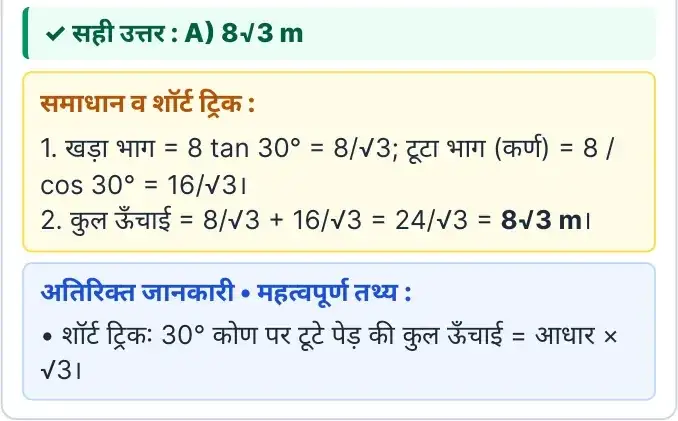 ✓ सही उत्तर : A) 8√3 m
समाधान व शॉर्ट ट्रिक :
1. खड़ा भाग = 8 tan 30° = 8/√3; टूटा भाग (कर्ण) = 8 /
cos 30° = 16/√3।
2. कुल ऊँचाई = 8/√3 + 16/√3 = 24/√3 = 8√3 m।
अतिरिक्त जानकारी • महत्वपूर्ण तथ्य :
• शॉर्ट ट्रिक: 30° कोण पर टूटे पेड़ की कुल ऊँचाई = आधार ×
√3।